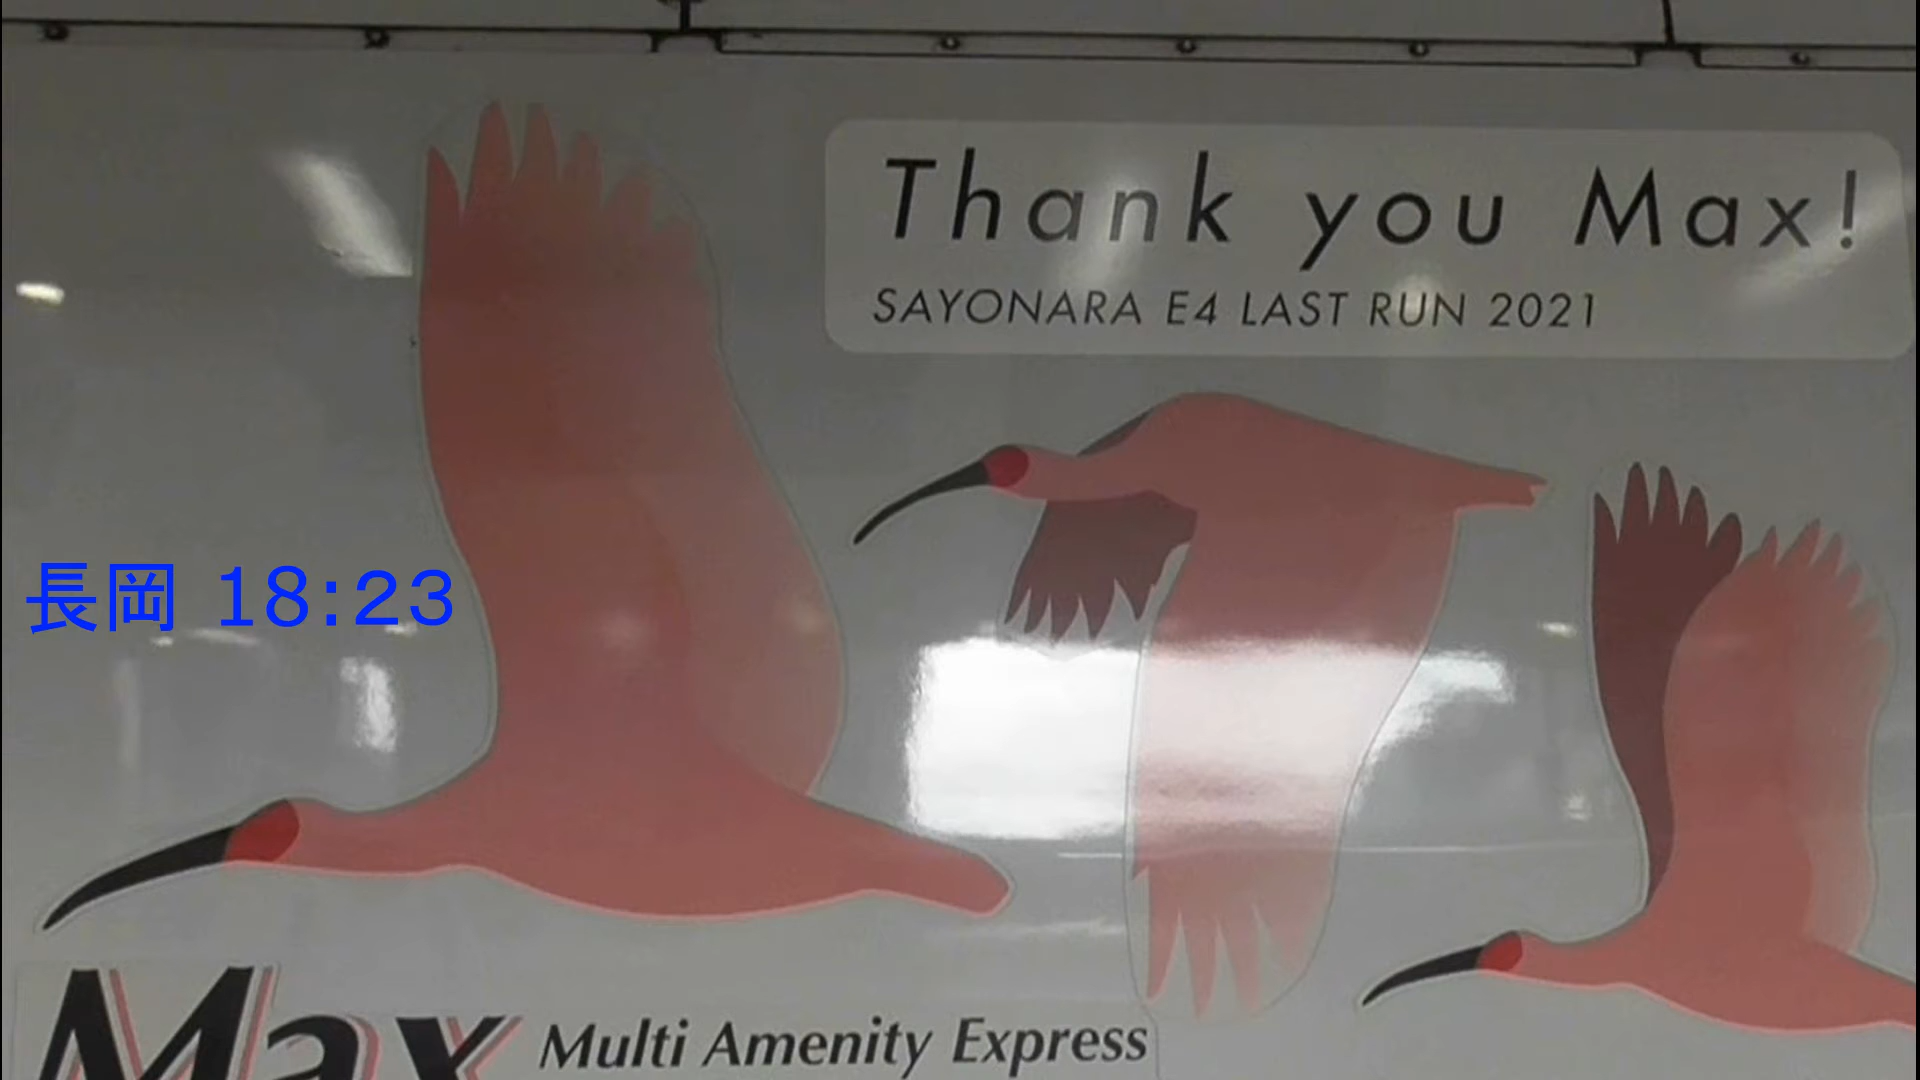 Thank you Max!
SAYONARA E4 LAST RUN 2021
長岡 18:23
Max Multi Amenity Express